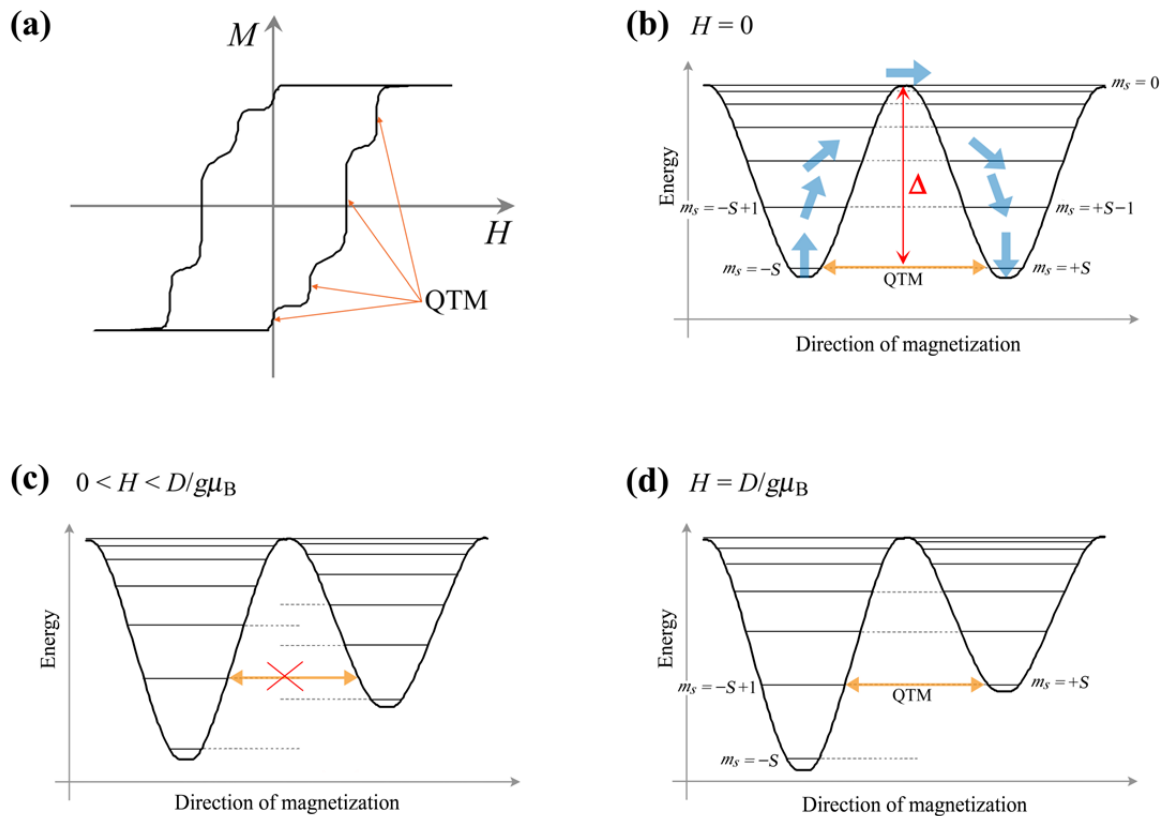 (a)
M
H
QTM
(b) H = 0
Energy
mₛ = 0
Δ
mₛ = −S+1
mₛ = +S−1
mₛ = −S
mₛ = +S
QTM
Direction of magnetization
(c) 0 < H < D/gμB
Energy
Direction of magnetization
(d) H = D/gμB
Energy
mₛ = −S+1
mₛ = +S
QTM
mₛ = −S
Direction of magnetization